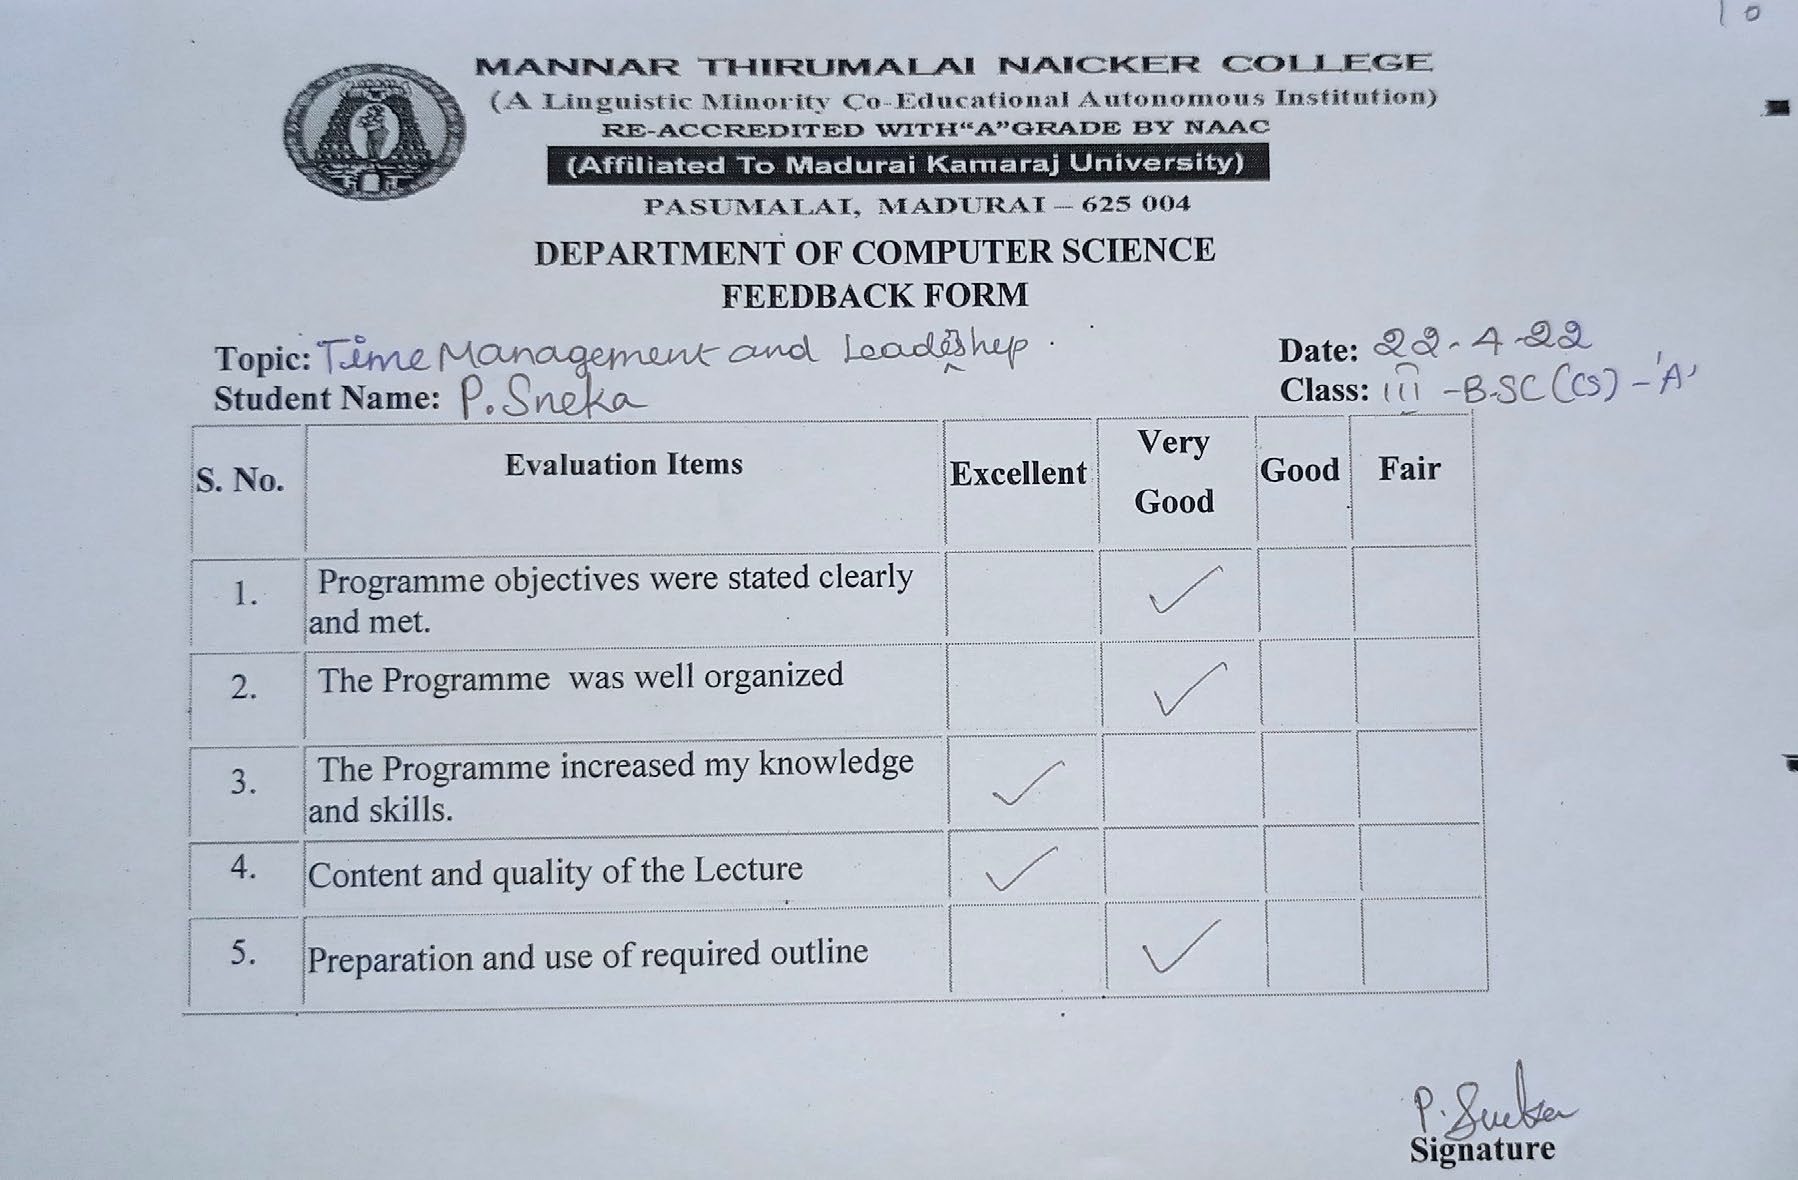 10
MANNAR THIRUMALAI NAICKER COLLEGE
(A Linguistic Minority Co-Educational Autonomous Institution)
RE-ACCREDITED WITH“A”GRADE BY NAAC
(Affiliated To Madurai Kamaraj University)
PASUMALAI, MADURAI – 625 004
DEPARTMENT OF COMPUTER SCIENCE
FEEDBACK FORM
Topic: Time Management and Leadership. Date: 22-4-22
Student Name: P. Sneka Class: III -B.SC (CS) - 'A'
S. No. Evaluation Items Excellent Very Good Good Fair
1. Programme objectives were stated clearly ✓
and met.
2. The Programme was well organized ✓
3. The Programme increased my knowledge ✓
and skills.
4. Content and quality of the Lecture ✓
5. Preparation and use of required outline ✓
P. Sneka
Signature